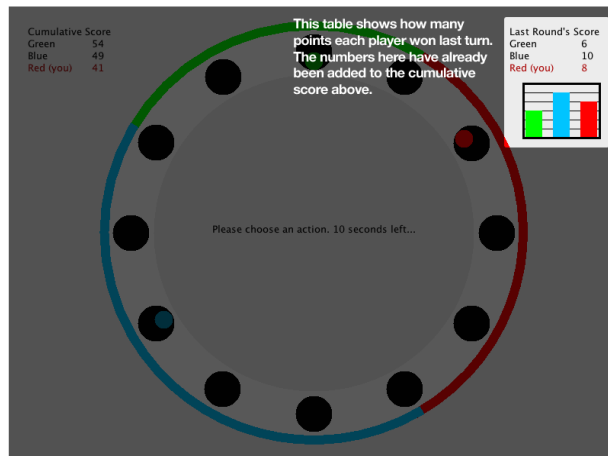 This table shows how many
points each player won last turn.
The numbers here have already
been added to the cumulative
score above.
Cumulative Score
Green 54
Blue 49
Red (you) 41
Last Round's Score
Green 6
Blue 10
Red (you) 8
Please choose an action. 10 seconds left...